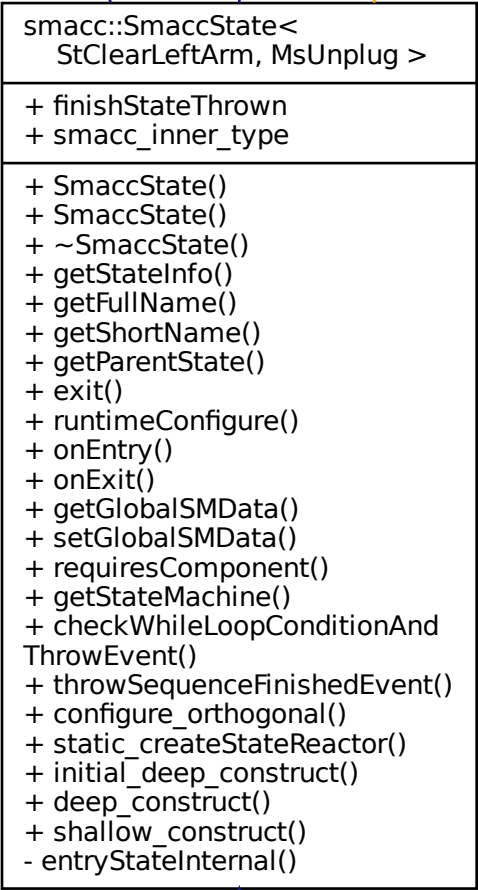 smacc::SmaccState<
StClearLeftArm, MsUnplug >
+ finishStateThrown
+ smacc_inner_type
+ SmaccState()
+ SmaccState()
+ ~SmaccState()
+ getStateInfo()
+ getFullName()
+ getShortName()
+ getParentState()
+ exit()
+ runtimeConfigure()
+ onEntry()
+ onExit()
+ getGlobalSMData()
+ setGlobalSMData()
+ requiresComponent()
+ getStateMachine()
+ checkWhileLoopConditionAnd
ThrowEvent()
+ throwSequenceFinishedEvent()
+ configure_orthogonal()
+ static_createStateReactor()
+ initial_deep_construct()
+ deep_construct()
+ shallow_construct()
- entryStateInternal()